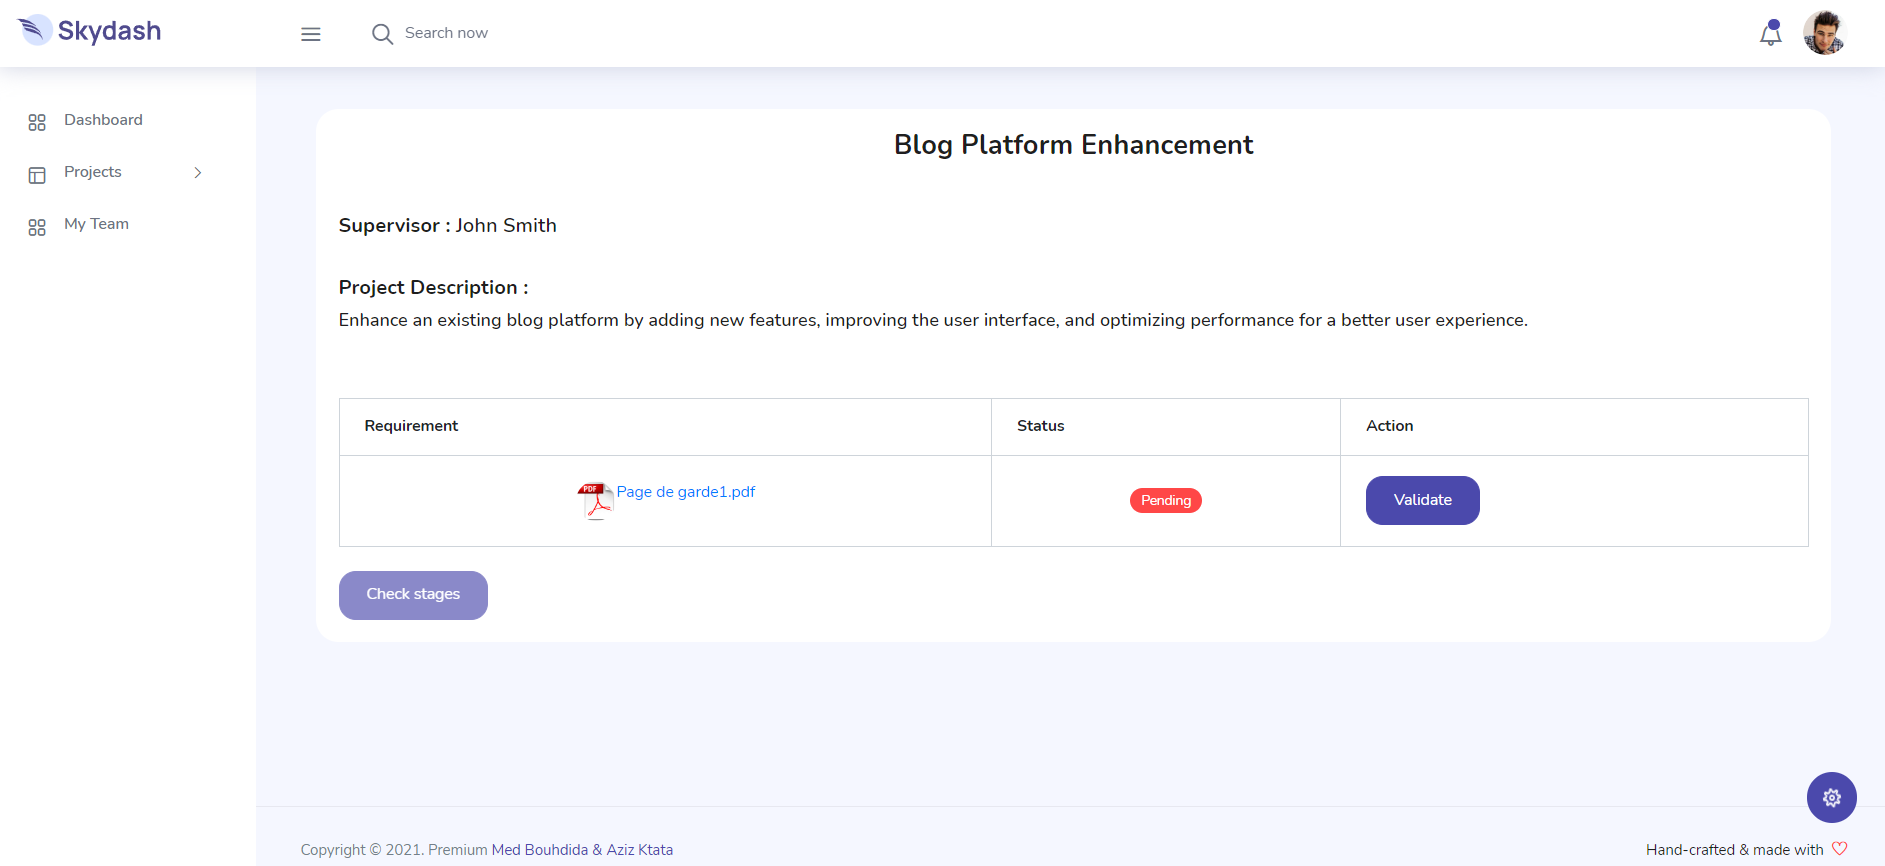 Skydash
Search now
Dashboard
Projects
My Team
Blog Platform Enhancement
Supervisor : John Smith
Project Description :
Enhance an existing blog platform by adding new features, improving the user interface, and optimizing performance for a better user experience.
Requirement Status Action
PDF Page de garde1.pdf Pending Validate
Check stages
Copyright © 2021. Premium Med Bouhdida & Aziz Ktata
Hand-crafted & made with